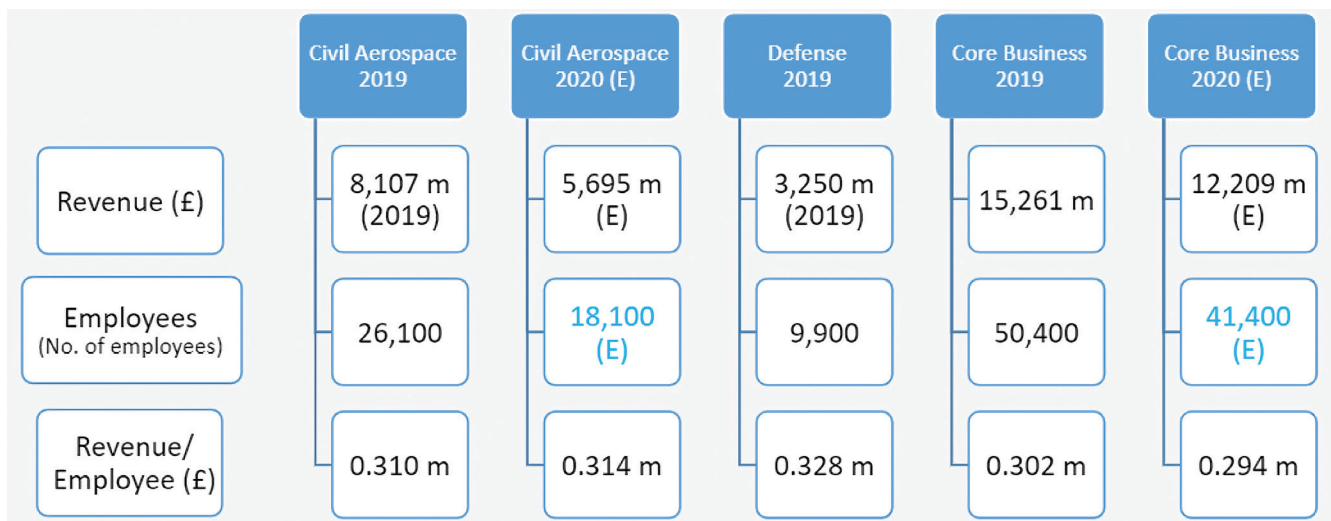 Civil Aerospace
2019
Civil Aerospace
2020 (E)
Defense
2019
Core Business
2019
Core Business
2020 (E)
Revenue (£)
8,107 m
(2019)
5,695 m
(E)
3,250 m
(2019)
15,261 m
12,209 m
(E)
Employees
(No. of employees)
26,100
18,100
(E)
9,900
50,400
41,400
(E)
Revenue/
Employee (£)
0.310 m
0.314 m
0.328 m
0.302 m
0.294 m